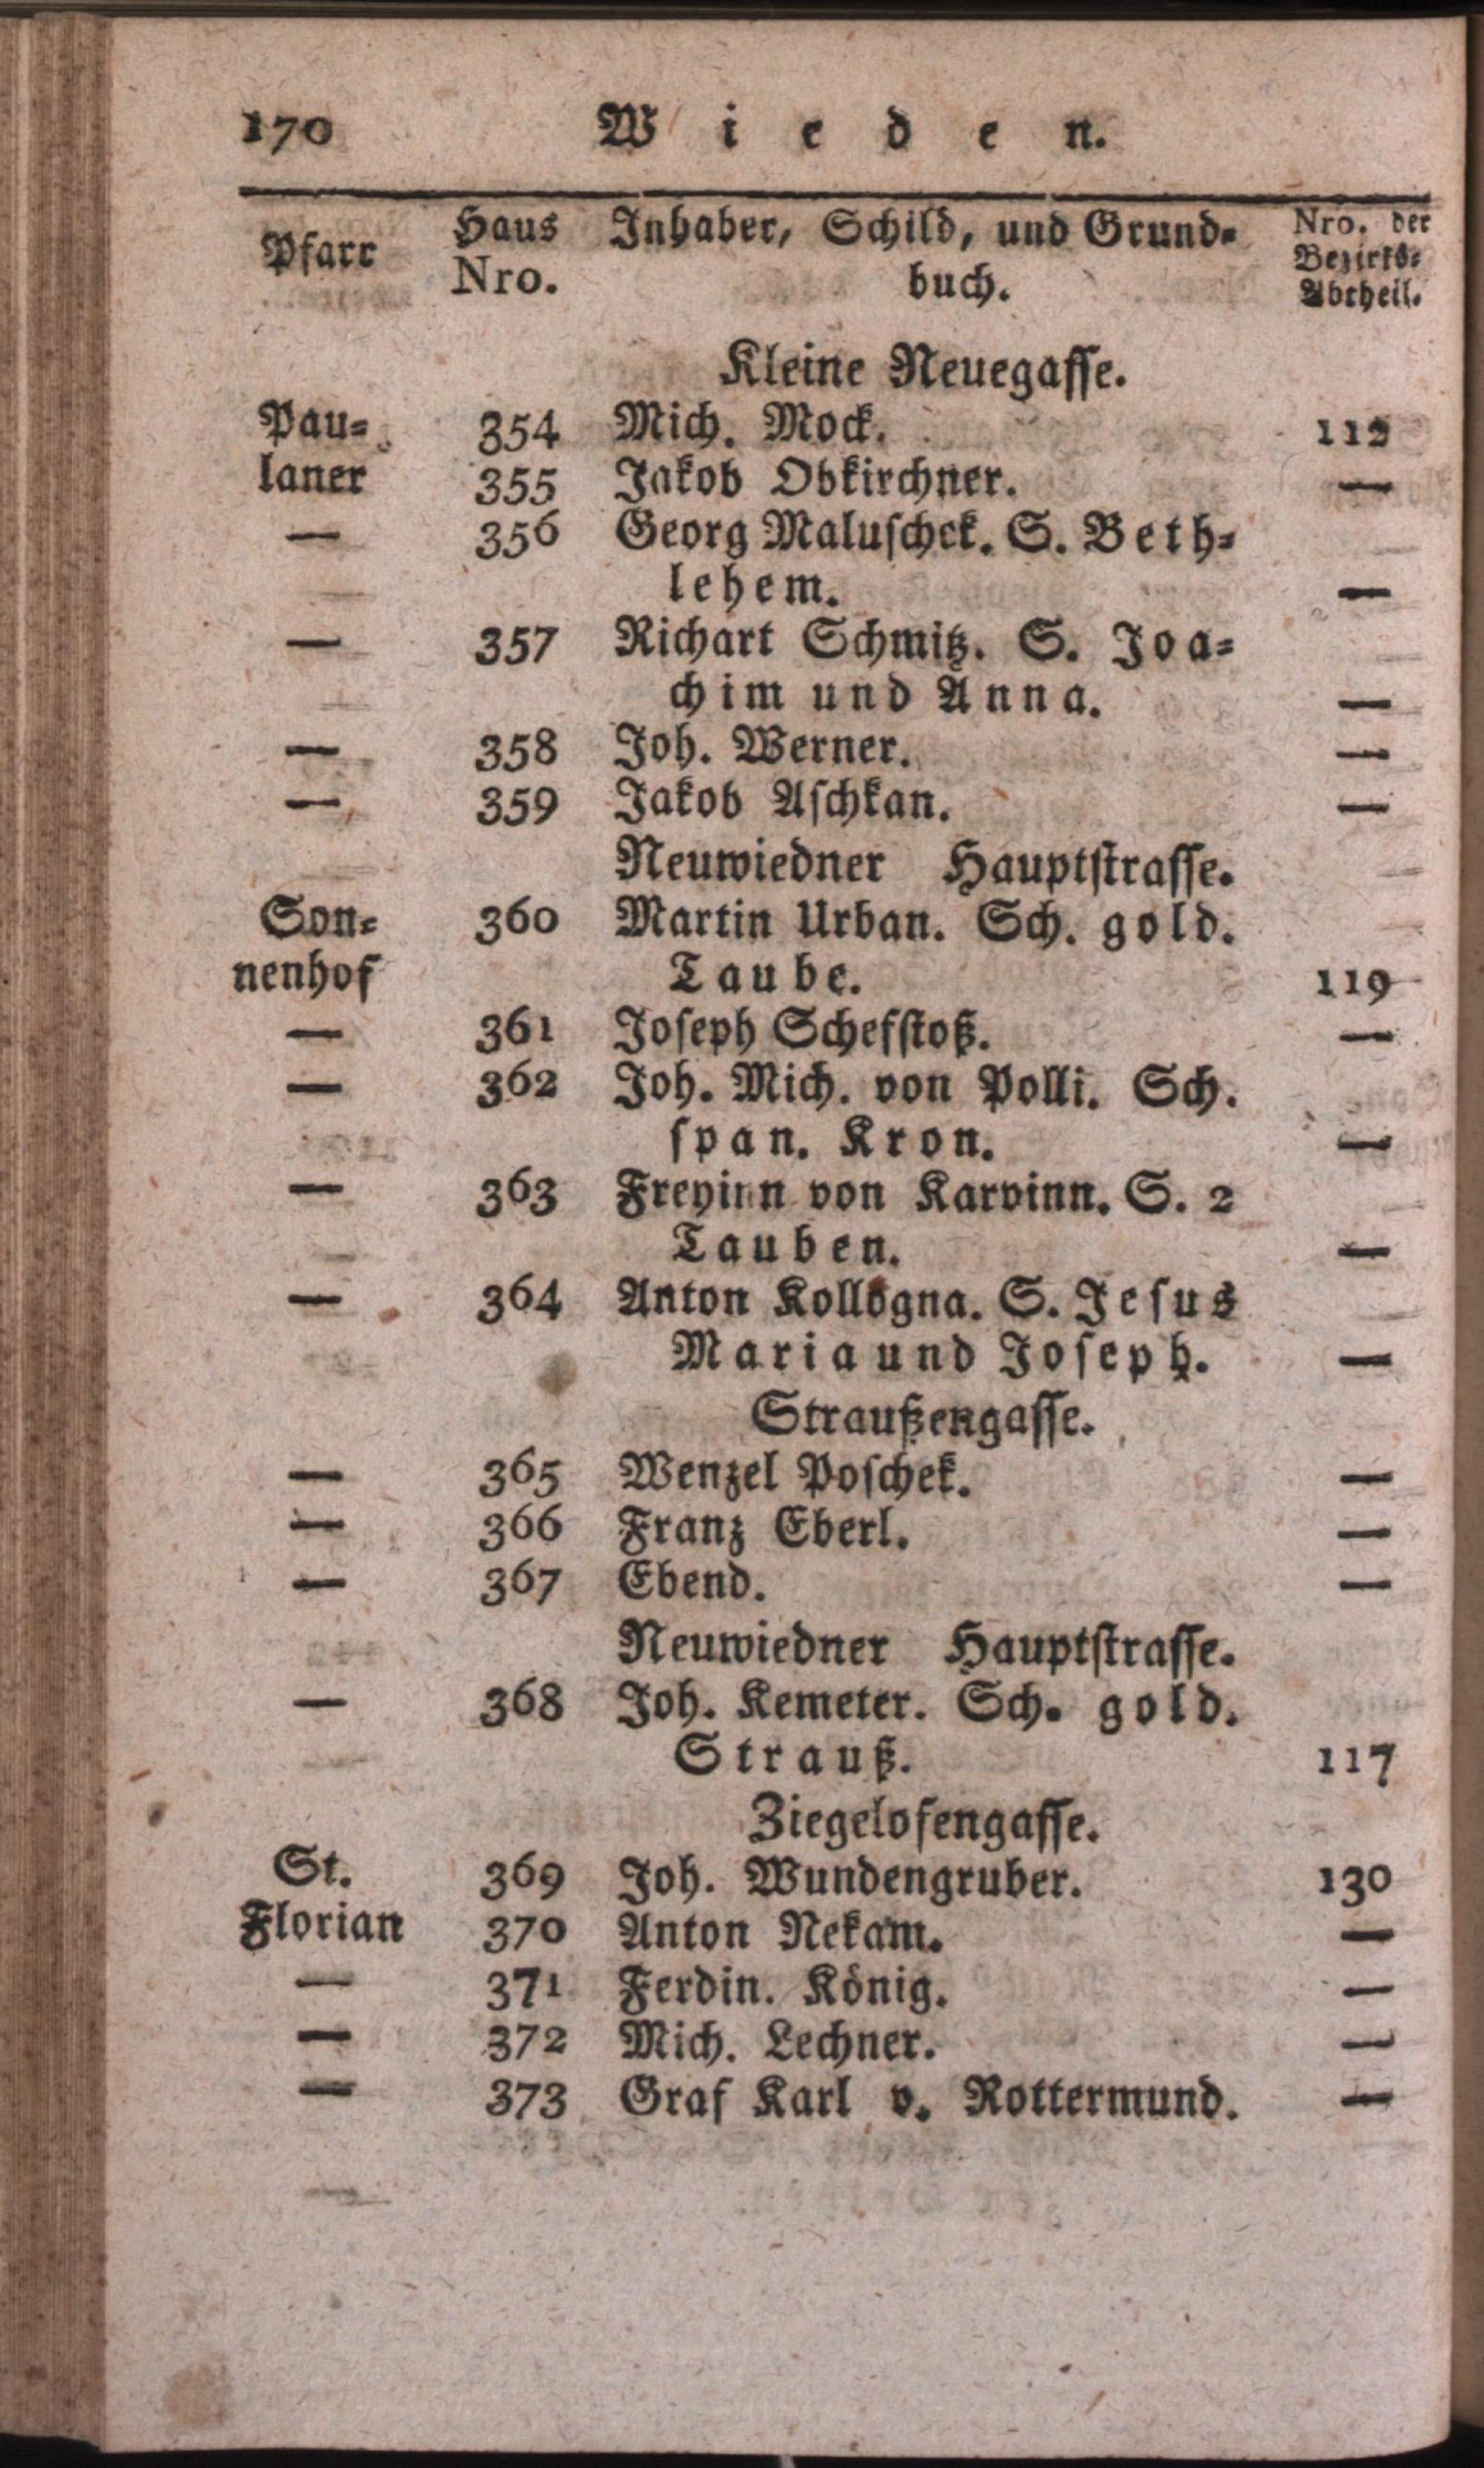 170 Wieden.
Pfarr Haus Nro. Inhaber, Schild, und Grund-
buch. Nro. der Bezirks-Abtheil.
Kleine Neuegasse.
Pau- 354 Mich. Mock. 112
laner 355 Jakob Obkirchner. —
— 356 Georg Maluschek. S. Beth-
lehem. —
— 357 Richart Schmitz. S. Joa-
chim und Anna. —
— 358 Joh. Werner. —
— 359 Jakob Aschkan. —
Neuwiedner Hauptstrasse.
Son- 360 Martin Urban. Sch. gold.
nenhof Taube. 119
— 361 Joseph Schefstoß. —
— 362 Joh. Mich. von Polli. Sch.
span. Kron. —
— 363 Freyinn von Karvinn. S. 2
Tauben. —
— 364 Anton Kollogna. S. Jesus
Maria und Joseph. —
Straußengasse.
— 365 Wenzel Poschek. —
— 366 Franz Eberl. —
— 367 Ebend. —
Neuwiedner Hauptstrasse.
— 368 Joh. Kemeter. Sch. gold.
Strauß. 117
Ziegelofengasse.
St. 369 Joh. Wundengruber. 130
Florian 370 Anton Nekam. —
— 371 Ferdin. König. —
— 372 Mich. Lechner. —
— 373 Graf Karl v. Rottermund. —